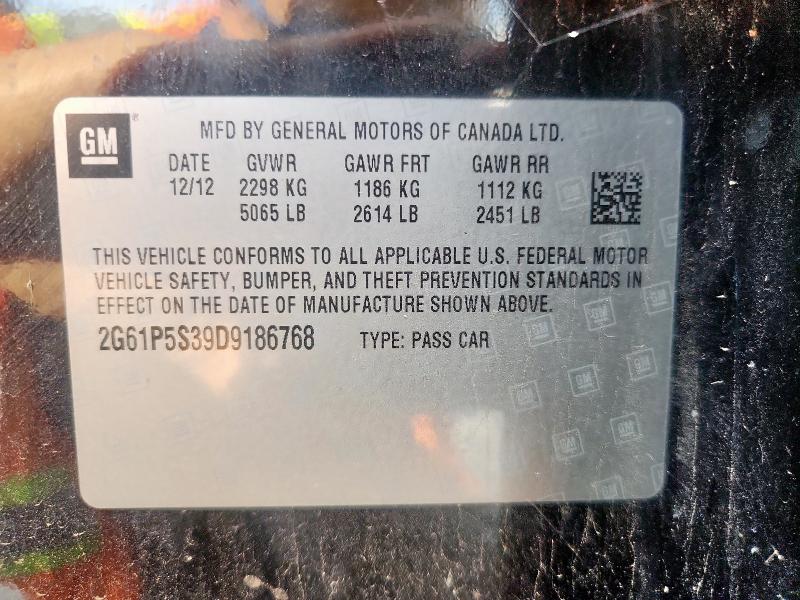 GM
MFD BY GENERAL MOTORS OF CANADA LTD.
DATE GVWR GAWR FRT GAWR RR
12/12 2298 KG 1186 KG 1112 KG
5065 LB 2614 LB 2451 LB
THIS VEHICLE CONFORMS TO ALL APPLICABLE U.S. FEDERAL MOTOR
VEHICLE SAFETY, BUMPER, AND THEFT PREVENTION STANDARDS IN
EFFECT ON THE DATE OF MANUFACTURE SHOWN ABOVE.
2G61P5S39D9186768 TYPE: PASS CAR